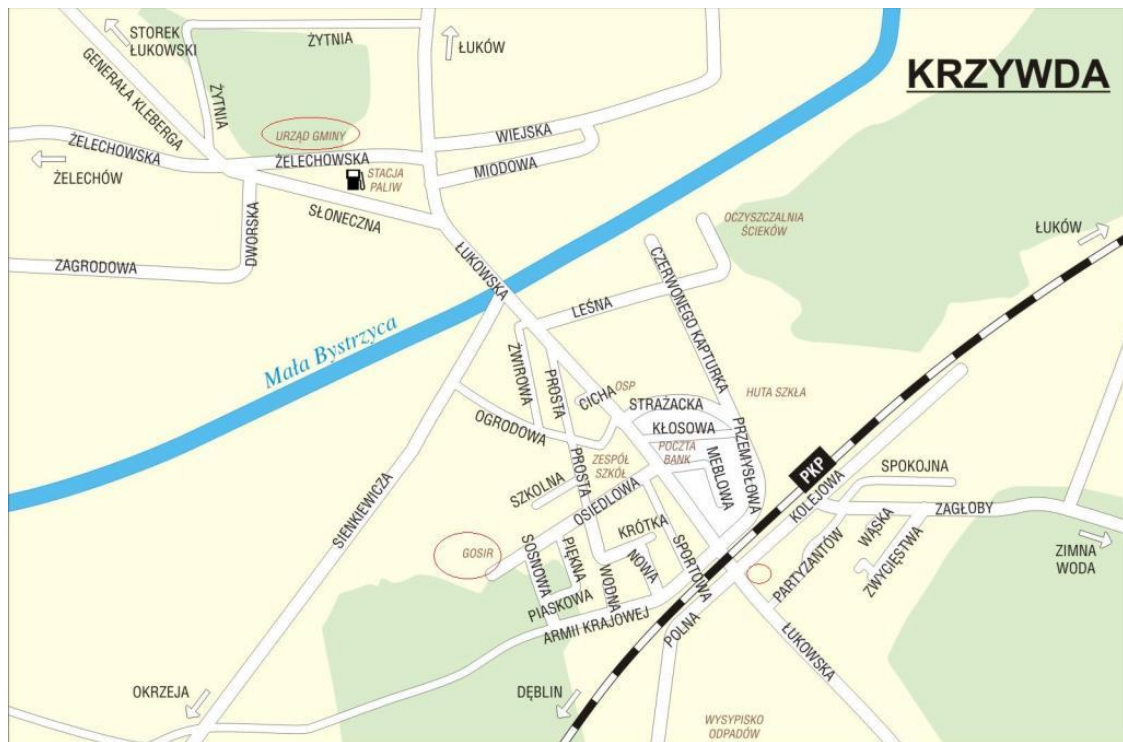 KRZYWDA
STOREK
ŁUKOWSKI
ŻYTNIA
ŁUKÓW
GENERAŁA KLEBERGA
ŻYTNIA
URZĄD GMINY
WIEJSKA
ŻELECHOWSKA
ŻELECHOWSKA
ŻELECHÓW
STACJA
PALIW
MIODOWA
SŁONECZNA
DWORSKA
ZAGRODOWA
OCZYSZCZALNIA
ŚCIEKÓW
ŁUKÓW
ŁUKOWSKA
CZERWONEGO KAPTURKA
LEŚNA
Mała Bystrzyca
ŻWIROWA
PROSTA
CICHA
OSP
HUTA SZKŁA
STRAŻACKA
OGRODOWA
KŁOSOWA
PRZEMYSŁOWA
POCZTA
BANK
MEBLOWA
ZESPÓŁ
SZKÓŁ
PROSTA
PKP
SPOKOJNA
SZKOLNA
OSIEDLOWA
KOLEJOWA
ZAGŁOBY
SIENKIEWICZA
KRÓTKA
WĄSKA
GOSIR
SOSNOWA
PIĘKNA
SPORTOWA
NOWA
PARTYZANTÓW
ZWYCIĘSTWA
ZIMNA
WODA
WODNA
PIASKOWA
ARMII KRAJOWEJ
POLNA
ŁUKOWSKA
OKRZEJA
DĘBLIN
WYSYPISKO
ODPADÓW